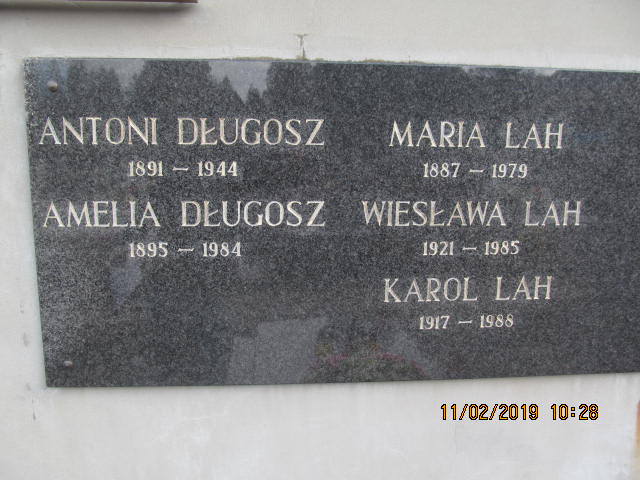 ANTONI DŁUGOSZ
1891 – 1944
AMELIA DŁUGOSZ
1895 – 1984
MARIA LAH
1887 – 1979
WIESŁAWA LAH
1921 – 1985
KAROL LAH
1917 – 1988
11/02/2019 10:28